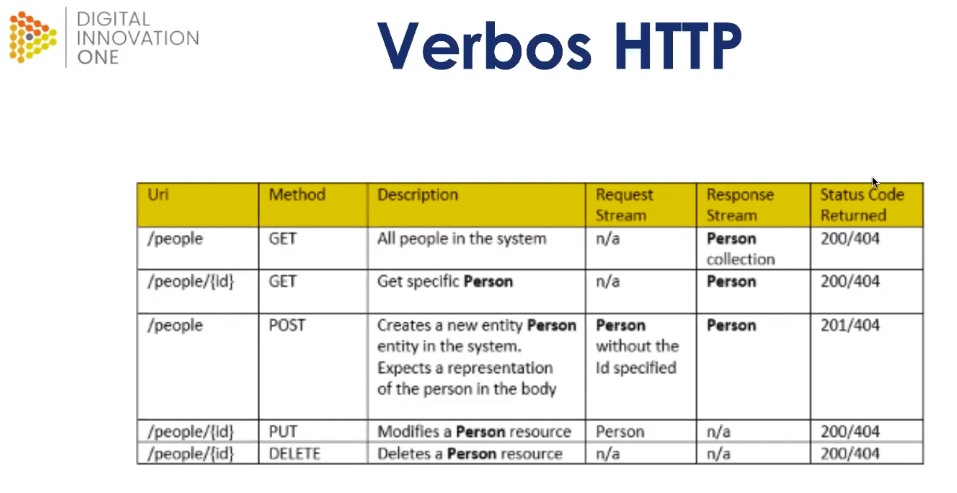 DIGITAL
INNOVATION
ONE
Verbos HTTP
Uri Method Description Request Stream Response Stream Status Code Returned
/people GET All people in the system n/a Person collection 200/404
/people/{id} GET Get specific Person n/a Person 200/404
/people POST Creates a new entity Person entity in the system. Expects a representation of the person in the body Person without the Id specified Person 201/404
/people/{id} PUT Modifies a Person resource Person n/a 200/404
/people/{id} DELETE Deletes a Person resource n/a n/a 200/404